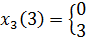 x₃(3) = {0
3